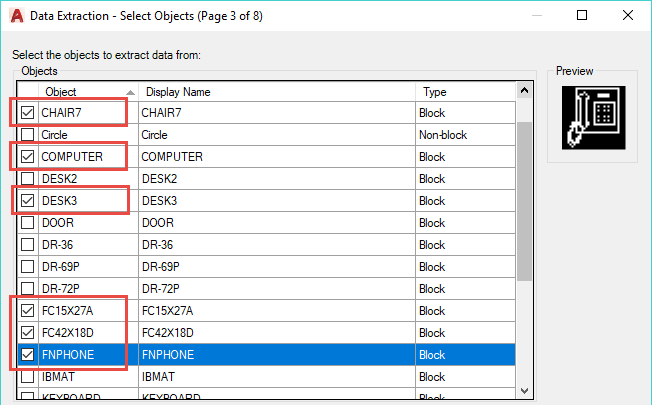 Data Extraction - Select Objects (Page 3 of 8)
Select the objects to extract data from:
Objects
Preview
Object Display Name Type
CHAIR7 CHAIR7 Block
Circle Circle Non-block
COMPUTER COMPUTER Block
DESK2 DESK2 Block
DESK3 DESK3 Block
DOOR DOOR Block
DR-36 DR-36 Block
DR-69P DR-69P Block
DR-72P DR-72P Block
FC15X27A FC15X27A Block
FC42X18D FC42X18D Block
FNPHONE FNPHONE Block
IBMAT IBMAT Block
KEYBOARD KEYBOARD Block